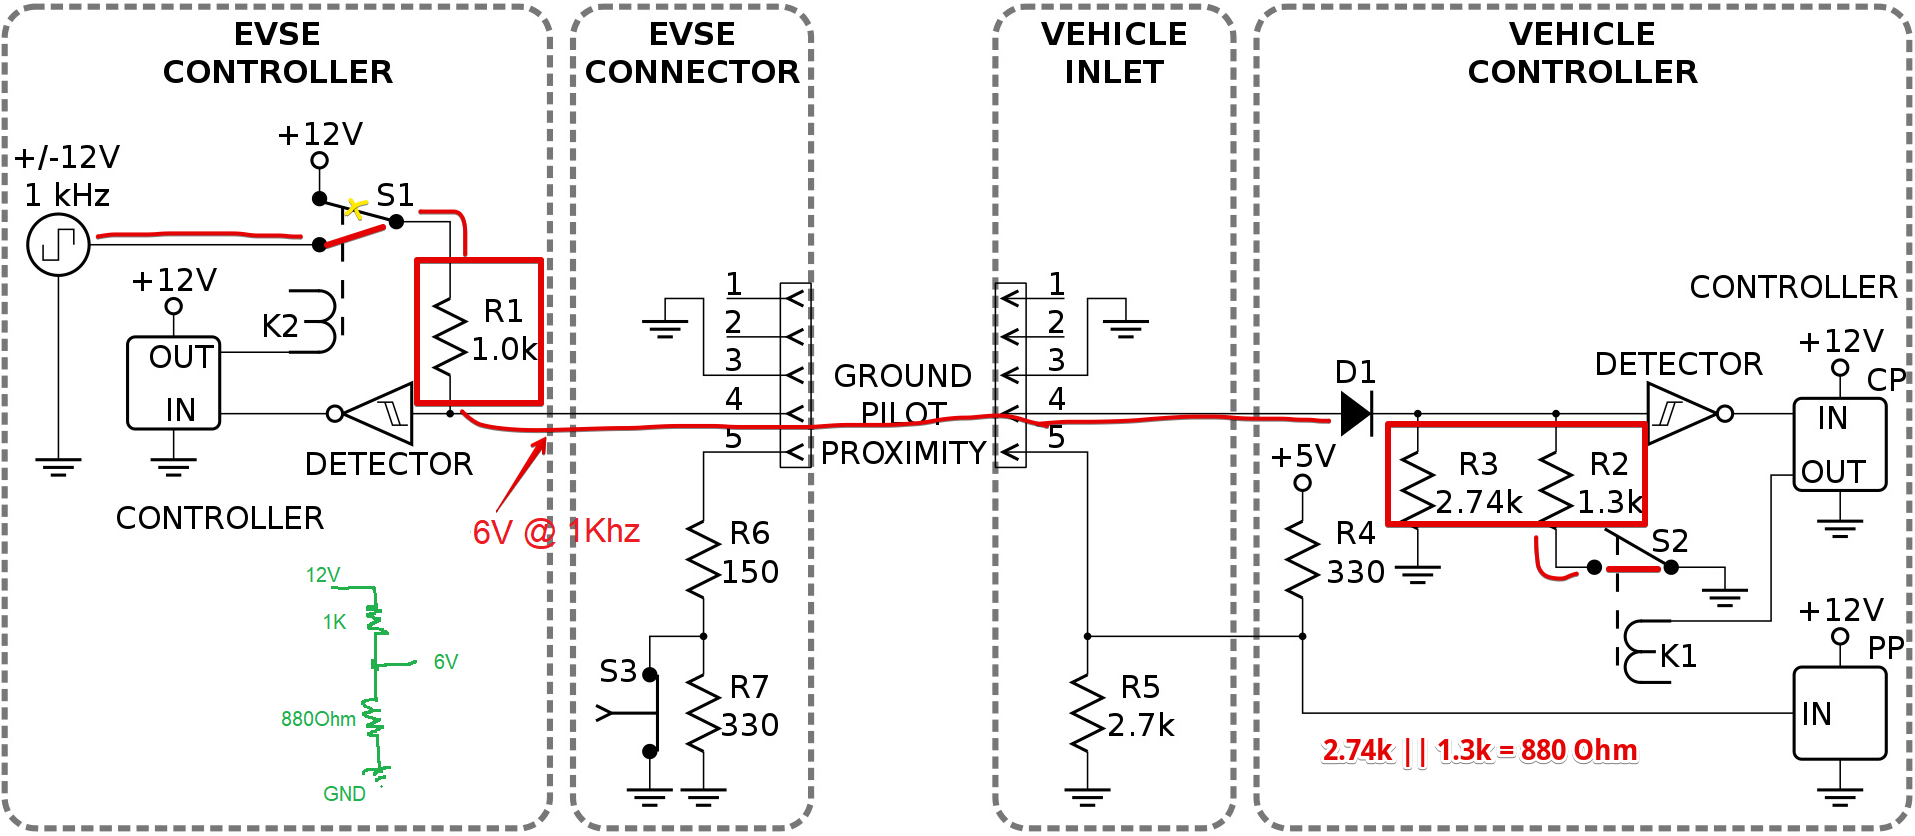 EVSE
CONTROLLER
EVSE
CONNECTOR
VEHICLE
INLET
VEHICLE
CONTROLLER
+12V
+/-12V
1 kHz
S1
+12V
K2
OUT
IN
R1
1.0k
DETECTOR
CONTROLLER
6V @ 1Khz
12V
1K
6V
880Ohm
GND
1
2
3
4
5
GROUND
PILOT
PROXIMITY
1
2
3
4
5
R6
150
S3
R7
330
R5
2.7k
+5V
R4
330
D1
R3
2.74k
R2
1.3k
S2
K1
DETECTOR
CONTROLLER
+12V
CP
IN
OUT
+12V
PP
IN
2.74k || 1.3k = 880 Ohm